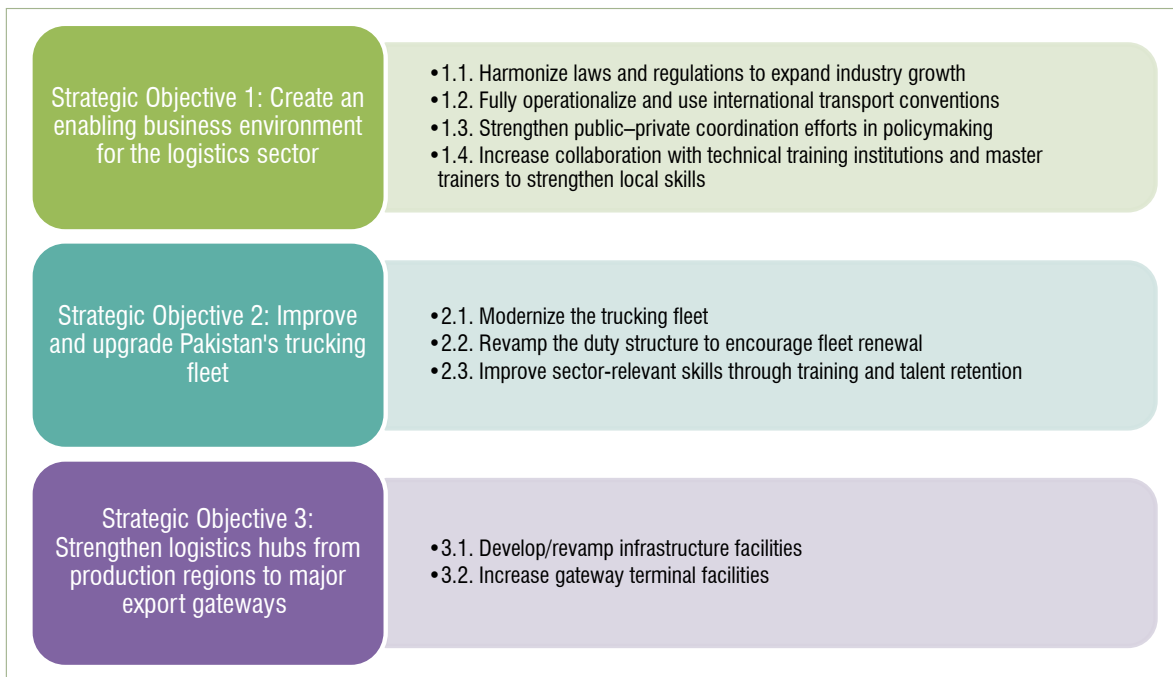 Strategic Objective 1: Create an
enabling business environment
for the logistics sector
•1.1. Harmonize laws and regulations to expand industry growth
•1.2. Fully operationalize and use international transport conventions
•1.3. Strengthen public–private coordination efforts in policymaking
•1.4. Increase collaboration with technical training institutions and master
trainers to strengthen local skills
Strategic Objective 2: Improve
and upgrade Pakistan's trucking
fleet
•2.1. Modernize the trucking fleet
•2.2. Revamp the duty structure to encourage fleet renewal
•2.3. Improve sector-relevant skills through training and talent retention
Strategic Objective 3:
Strengthen logistics hubs from
production regions to major
export gateways
•3.1. Develop/revamp infrastructure facilities
•3.2. Increase gateway terminal facilities